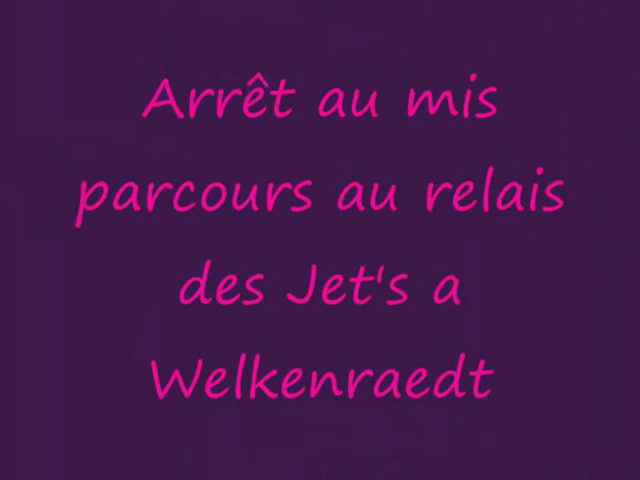 Arrêt au mis
parcours au relais
des Jet's a
Welkenraedt